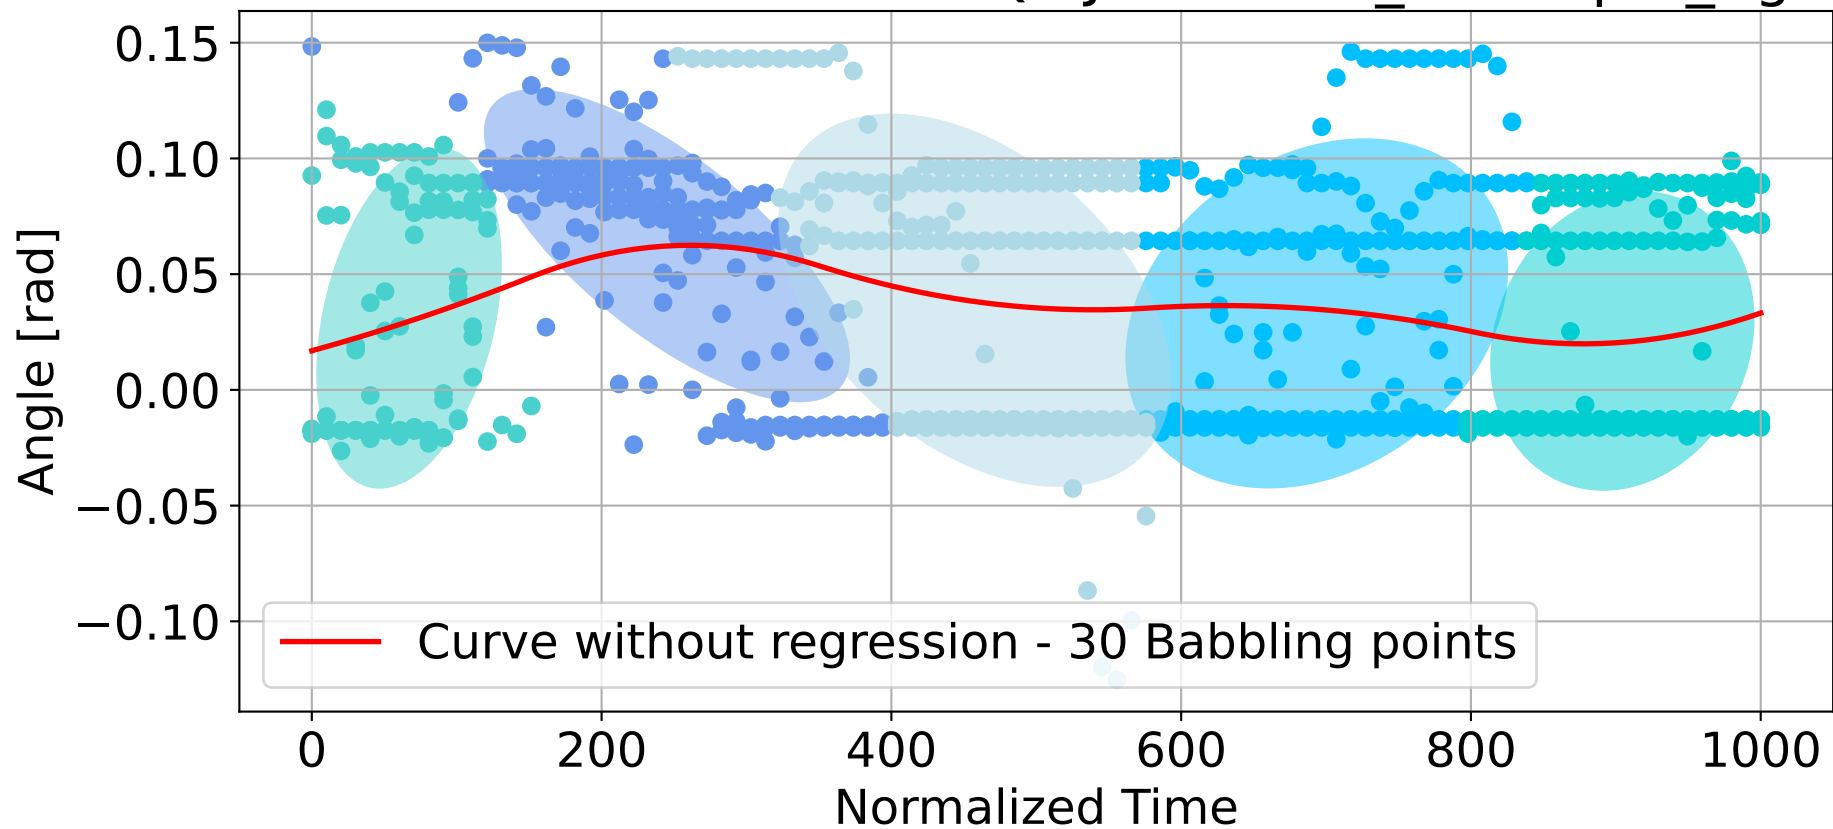 0.15
0.10
0.05
0.00
−0.05
−0.10
Angle [rad]
Curve without regression - 30 Babbling points
0 200 400 600 800 1000
Normalized Time